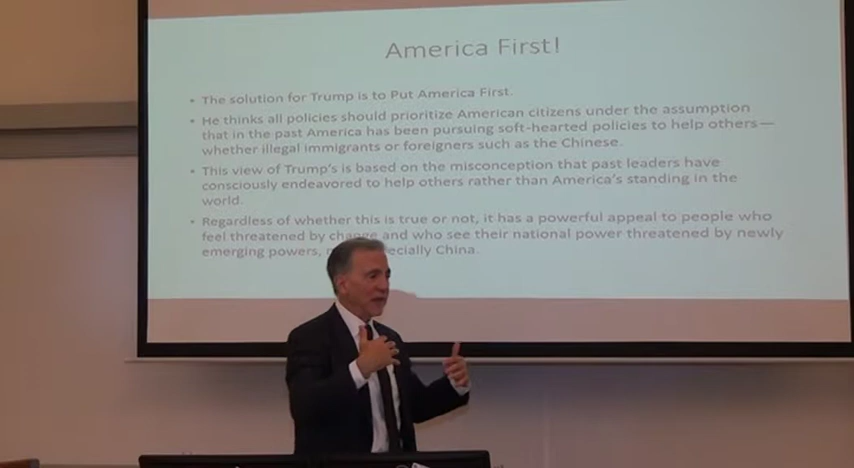 America First!
• The solution for Trump is to Put America First.
• He thinks all policies should prioritize American citizens under the assumption
that in the past America has been pursuing soft-hearted policies to help others—
whether illegal immigrants or foreigners such as the Chinese.
• This view of Trump's is based on the misconception that past leaders have
consciously endeavored to help others rather than America's standing in the
world.
• Regardless of whether this is true or not, it has a powerful appeal to people who
feel threatened by change and who see their national power threatened by newly
emerging powers, China.